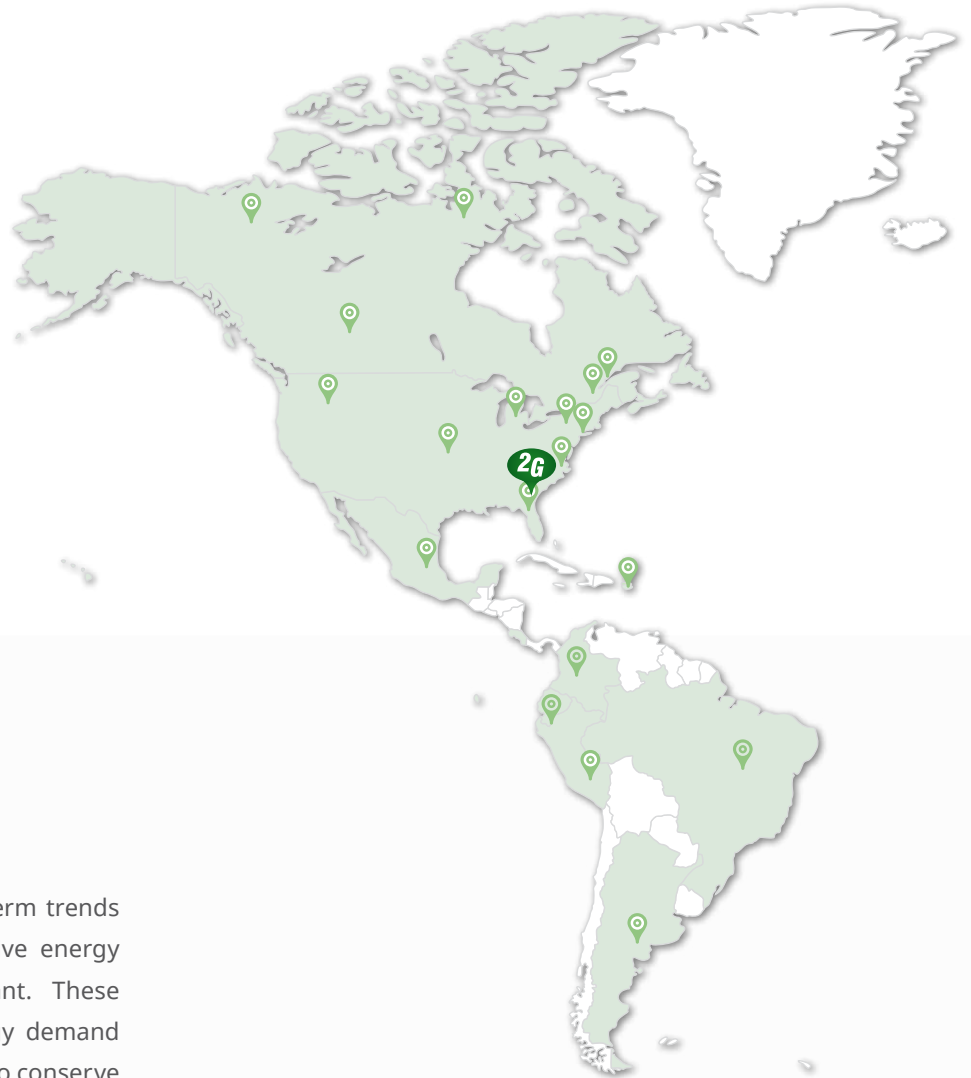 2G
erm trends
ve energy
nt. These
y demand
o conserve